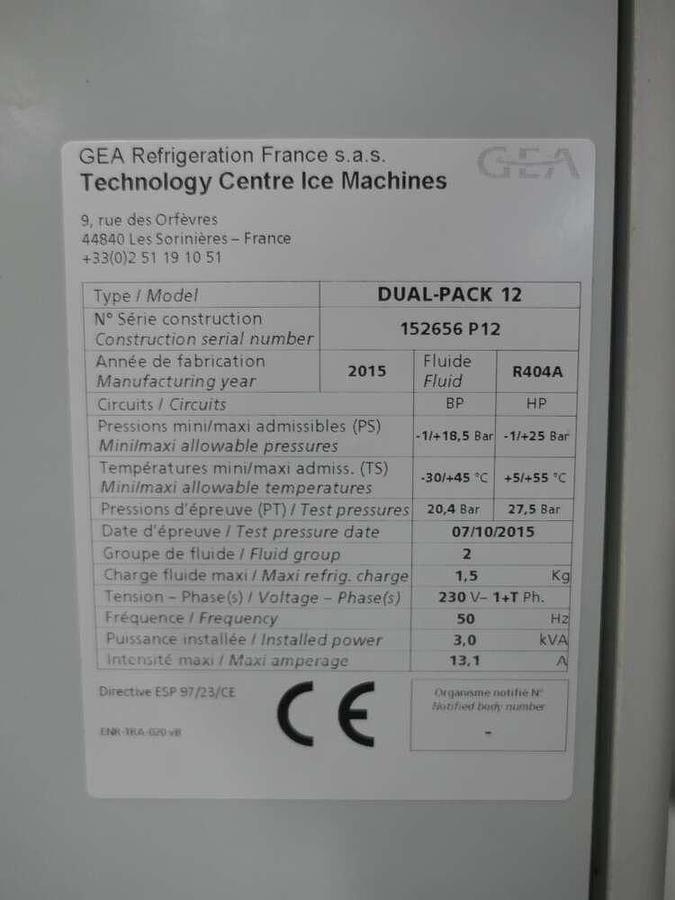 GEA Refrigeration France s.a.s.
GEA
Technology Centre Ice Machines
9, rue des Orfèvres
44840 Les Sorinières – France
+33(0)2 51 19 10 51
Type / Model DUAL-PACK 12
N° Série construction
Construction serial number
152656 P12
Année de fabrication
Manufacturing year
2015
Fluide
Fluid
R404A
Circuits / Circuits BP HP
Pressions mini/maxi admissibles (PS)
Mini/maxi allowable pressures
-1/+18,5 Bar -1/+25 Bar
Températures mini/maxi admiss. (TS)
Mini/maxi allowable temperatures
-30/+45 °C +5/+55 °C
Pressions d'épreuve (PT) / Test pressures 20,4 Bar 27,5 Bar
Date d'épreuve / Test pressure date 07/10/2015
Groupe de fluide / Fluid group 2
Charge fluide maxi / Maxi refrig. charge 1,5 Kg
Tension – Phase(s) / Voltage – Phase(s) 230 V– 1+T Ph.
Fréquence / Frequency 50 Hz
Puissance installée / Installed power 3,0 kVA
Intensité maxi / Maxi amperage 13,1 A
Directive ESP 97/23/CE
CE
Organisme notifié N°
Notified body number
-
ENR-TRA-020 vB